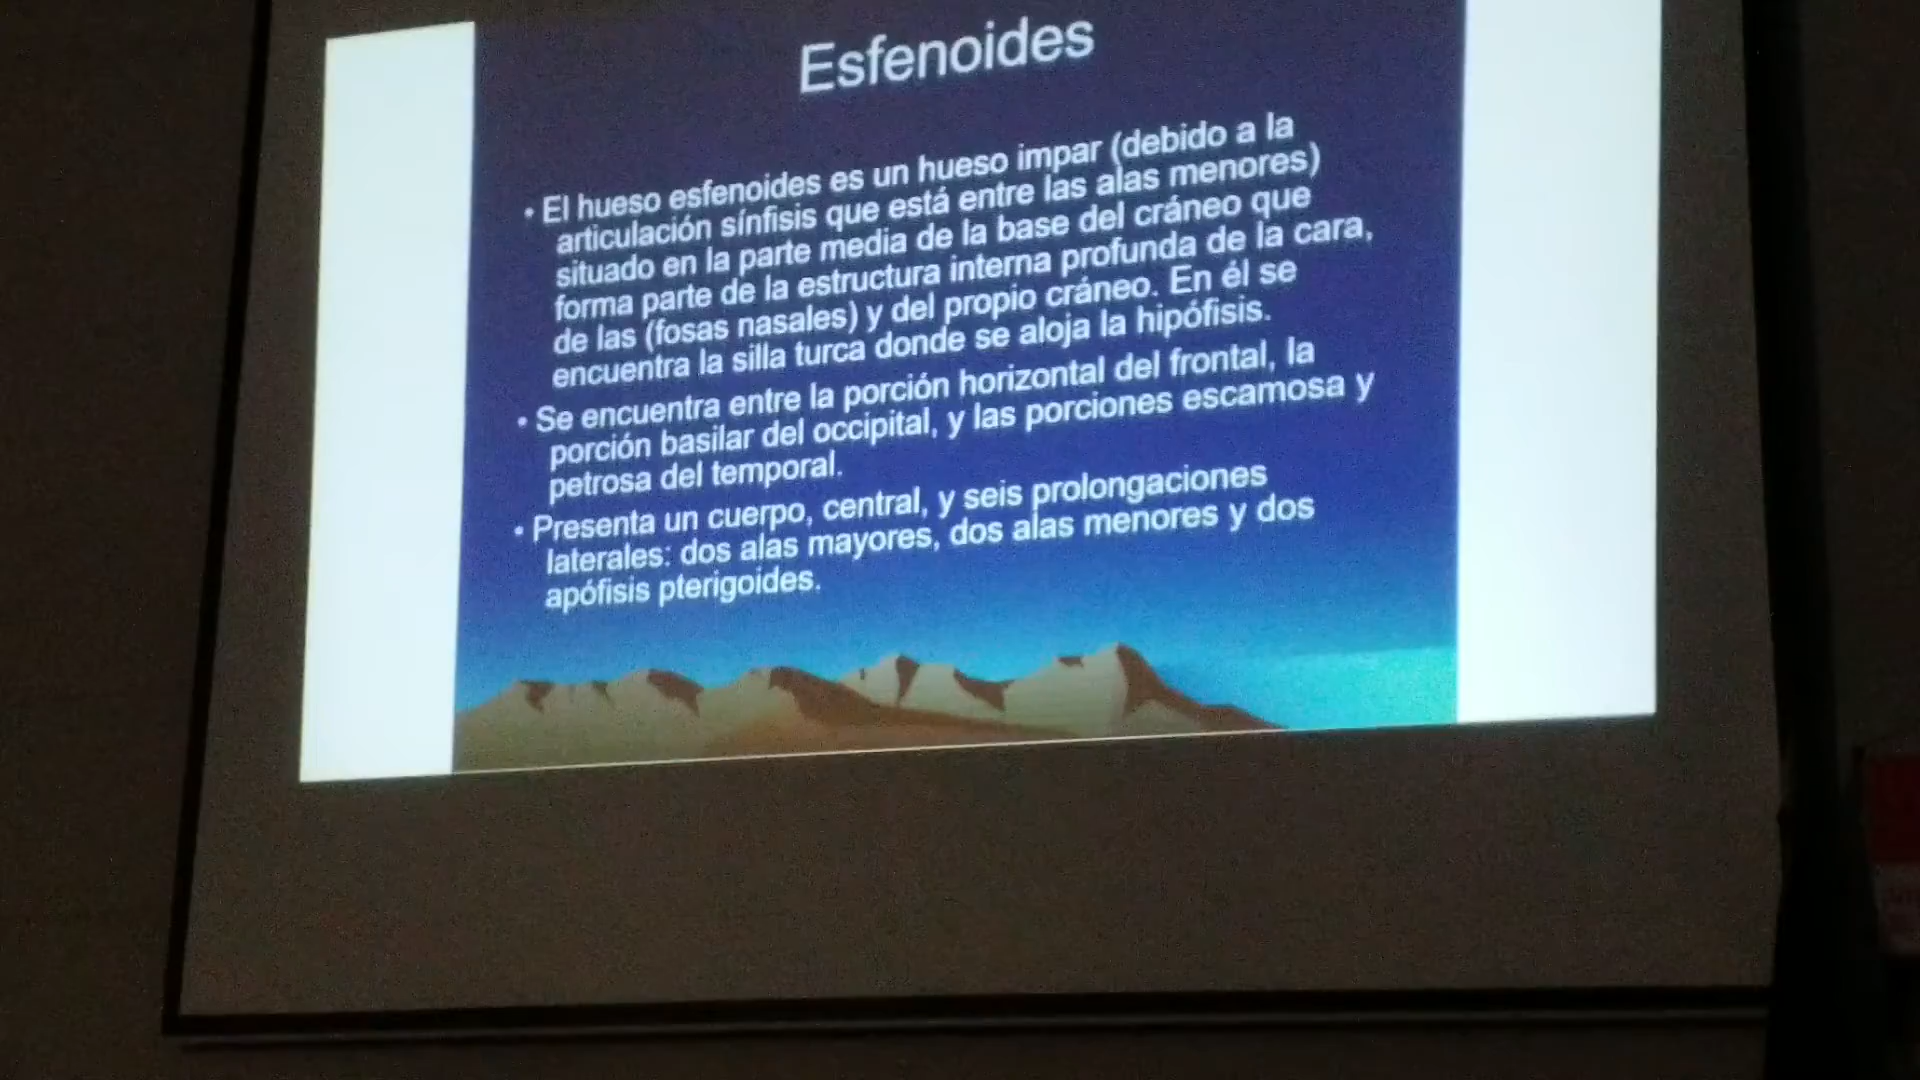 Esfenoides
• El hueso esfenoides es un hueso impar (debido a la
articulación sínfisis que está entre las alas menores)
situado en la parte media de la base del cráneo que
forma parte de la estructura interna profunda de la cara,
de las (fosas nasales) y del propio cráneo. En él se
encuentra la silla turca donde se aloja la hipófisis.
• Se encuentra entre la porción horizontal del frontal, la
porción basilar del occipital, y las porciones escamosa y
petrosa del temporal.
• Presenta un cuerpo, central, y seis prolongaciones
laterales: dos alas mayores, dos alas menores y dos
apófisis pterigoides.